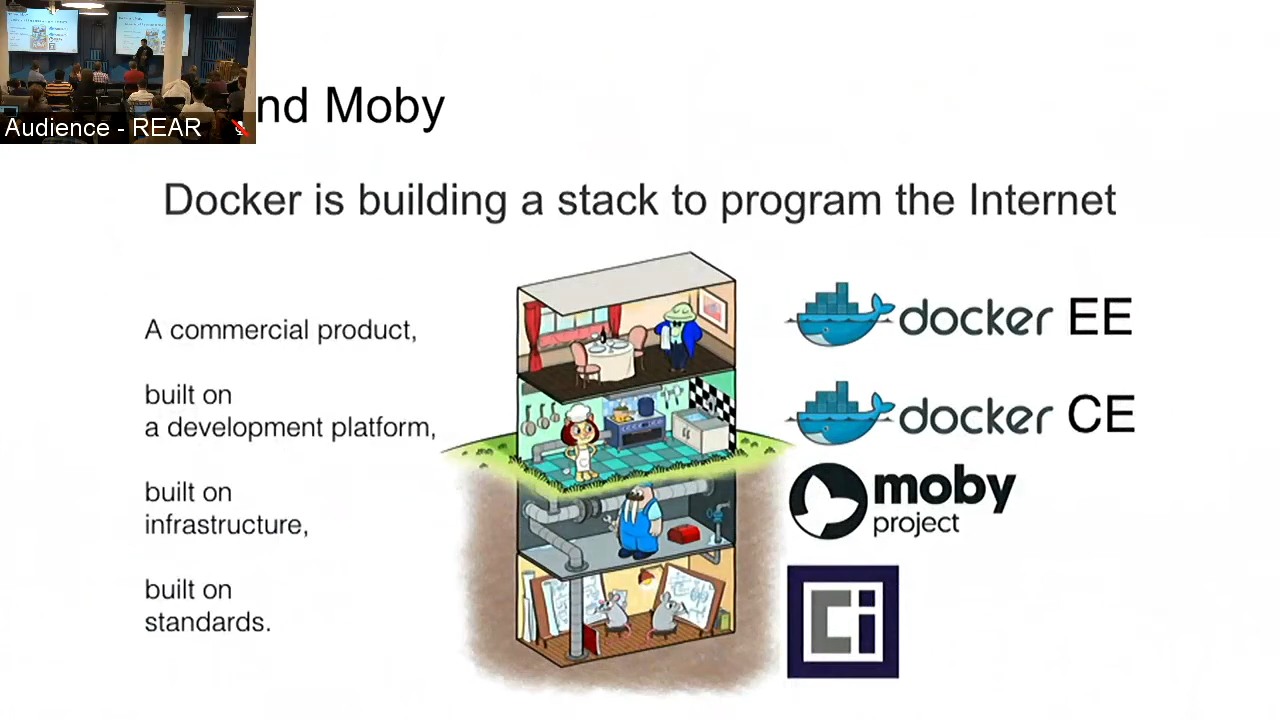 nd Moby
Audience - REAR
Docker is building a stack to program the Internet
A commercial product,
built on
a development platform,
built on
infrastructure,
built on
standards.
docker EE
docker CE
moby
project
Ci